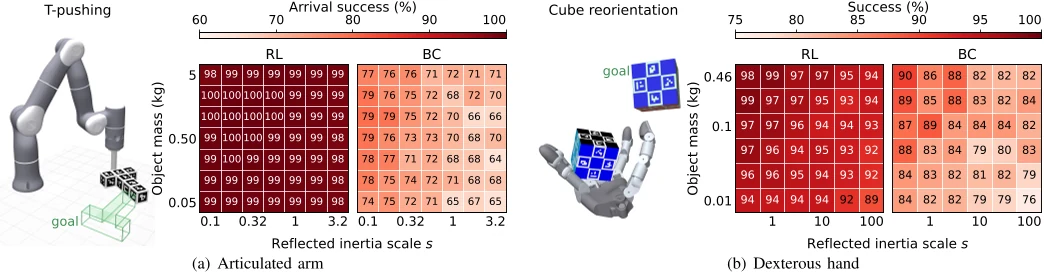 T-pushing
Arrival success (%)
60 70 80 90 100
RL BC
Object mass (kg)
5
0.50
0.05
98 99 99 99 99 99 99 77 76 76 71 72 71 71
100 100 100 100 99 99 99 79 76 75 72 68 72 70
100 100 100 100 99 99 99 79 79 75 72 70 66 66
99 100 100 99 99 99 98 79 76 73 73 70 68 70
99 100 99 99 99 99 98 78 77 71 72 68 68 64
99 99 99 99 99 99 98 78 75 74 72 71 68 68
99 99 99 98 99 98 98 74 75 72 71 65 67 65
0.1 0.32 1 3.2 0.1 0.32 1 3.2
Reflected inertia scale s
goal
(a) Articulated arm
Cube reorientation
Success (%)
75 80 85 90 95 100
RL BC
goal
Object mass (kg)
0.46
0.1
0.01
98 99 97 97 95 94 90 86 88 82 82 82
99 97 97 95 94 93 89 85 88 83 82 84
97 97 96 94 94 93 87 89 84 84 84 82
97 96 94 95 93 92 88 83 84 79 80 83
96 96 95 94 93 92 84 83 82 81 82 79
94 94 94 94 92 89 84 82 82 79 79 76
1 10 100 1 10 100
Reflected inertia scale s
(b) Dexterous hand